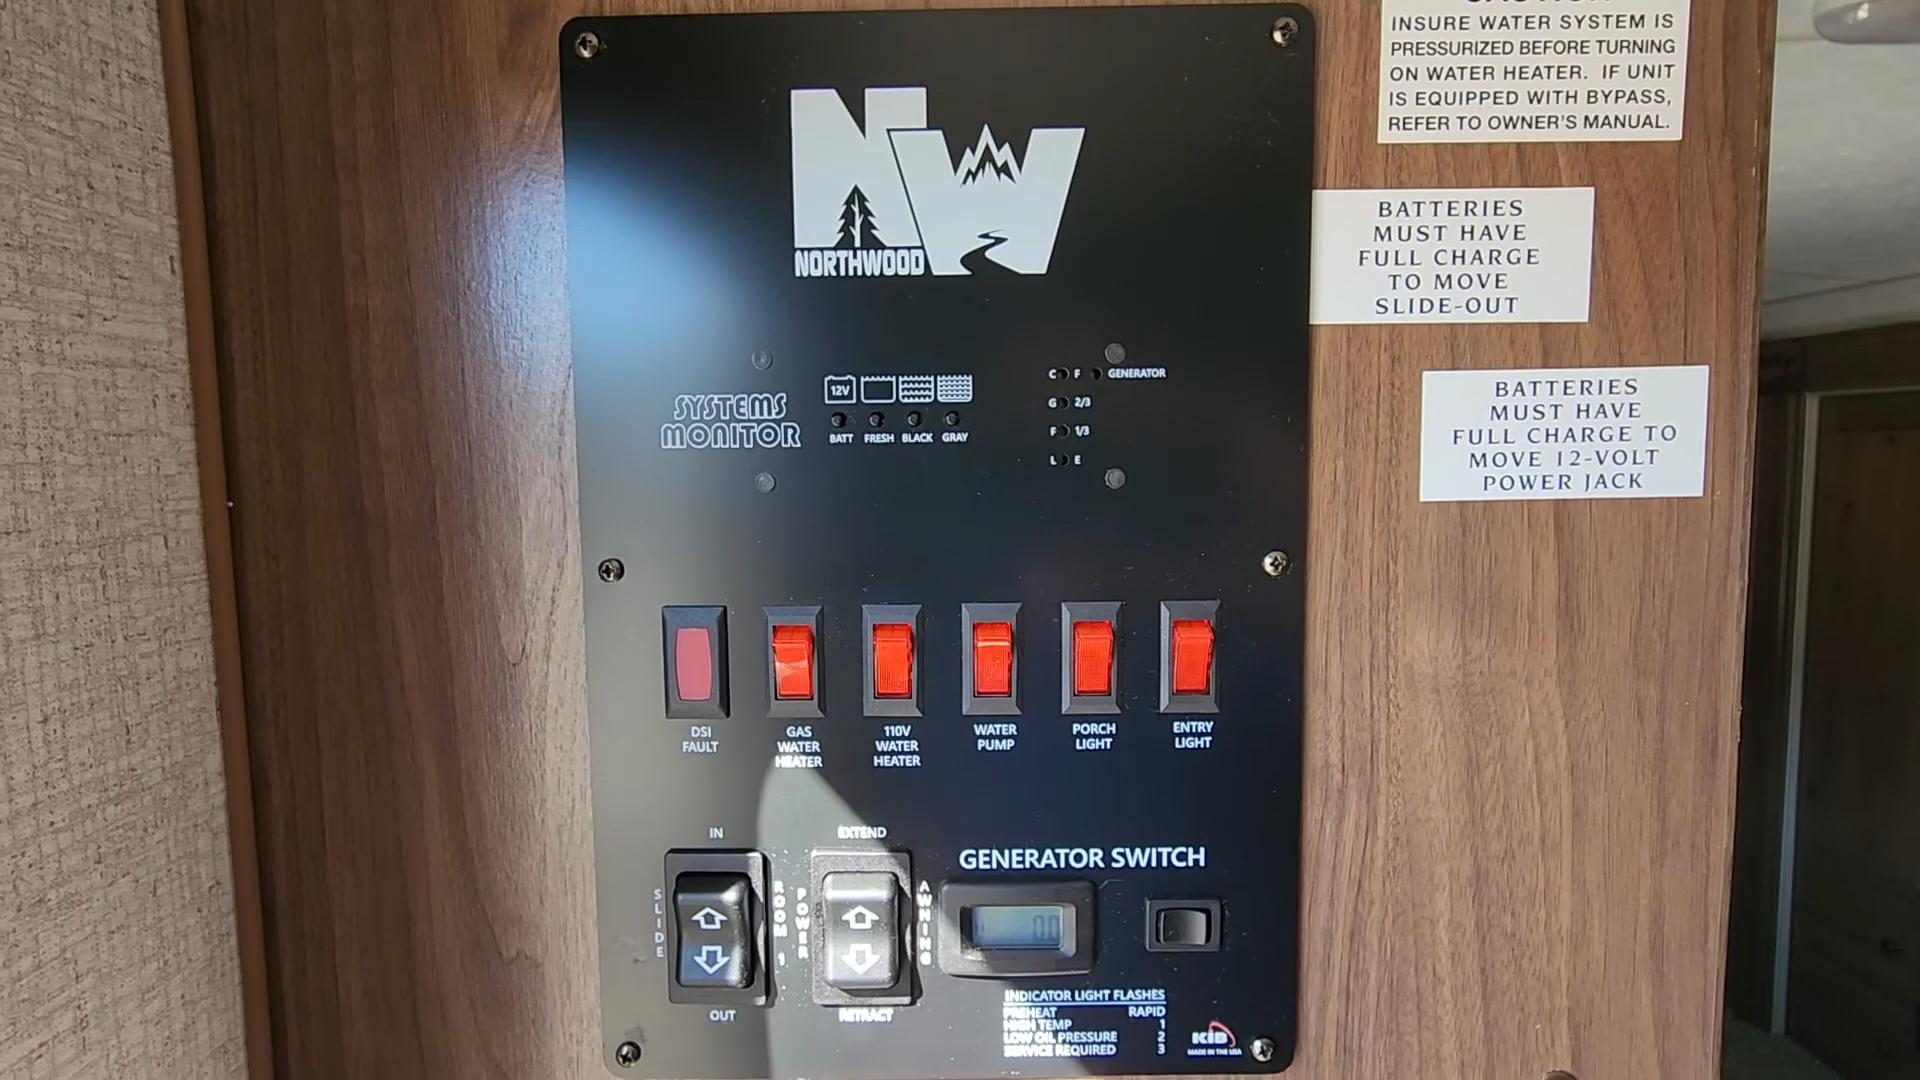 INSURE WATER SYSTEM IS
PRESSURIZED BEFORE TURNING
ON WATER HEATER. IF UNIT
IS EQUIPPED WITH BYPASS,
REFER TO OWNER'S MANUAL.
BATTERIES
MUST HAVE
FULL CHARGE
TO MOVE
SLIDE-OUT
BATTERIES
MUST HAVE
FULL CHARGE TO
MOVE 12-VOLT
POWER JACK
NW
NORTHWOOD
SYSTEMS
MONITOR
12V
BATT FRESH BLACK GRAY
C F GENERATOR
G 2/3
F 1/3
L E
DSI
FAULT
GAS
WATER
HEATER
110V
WATER
HEATER
WATER
PUMP
PORCH
LIGHT
ENTRY
LIGHT
IN
SLIDE
ROOM 1
OUT
EXTEND
POWER
AWNING
RETRACT
GENERATOR SWITCH
0.0
INDICATOR LIGHT FLASHES
PREHEAT RAPID
HIGH TEMP 1
LOW OIL PRESSURE 2
SERVICE REQUIRED 3
KIB
MADE IN THE USA